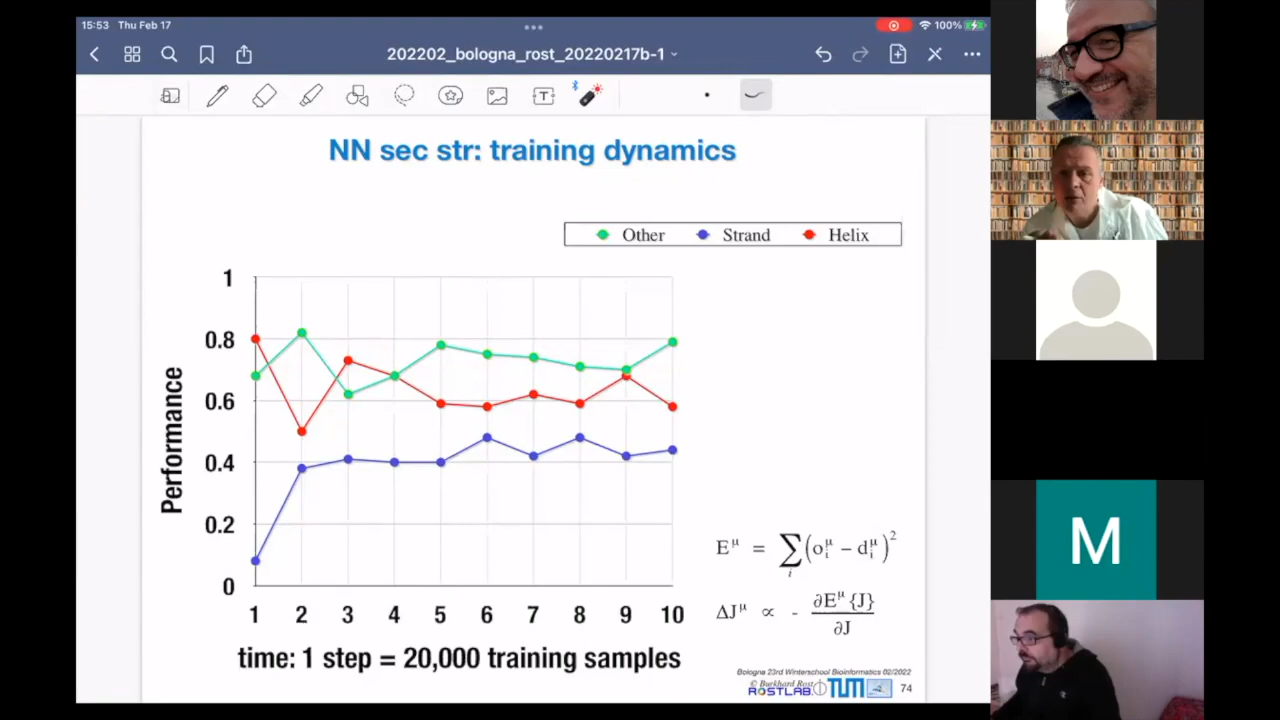 15:53 Thu Feb 17
100%
202202_bologna_rost_20220217b-1
T
NN sec str: training dynamics
Other Strand Helix
1
0.8
0.6
0.4
0.2
0
Performance
1 2 3 4 5 6 7 8 9 10
time: 1 step = 20,000 training samples
E^μ = ∑_i (o_i^μ − d_i^μ)^2
ΔJ^μ ∝ - ∂E^μ {J} / ∂J
Bologna 23rd Winterschool Bioinformatics 02/2022
© Burkhard Rost
ROSTLAB TUM 74
M